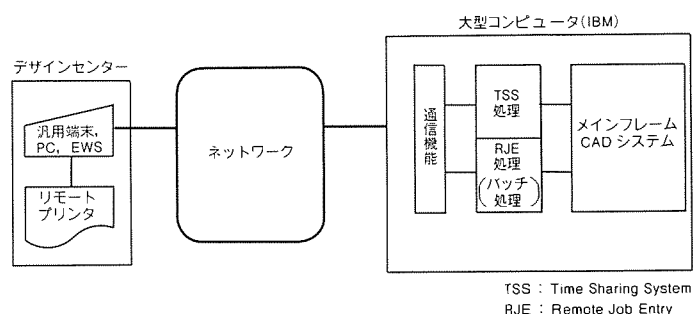 大型コンピュータ(IBM)
デザインセンター
汎用端末,
PC, EWS
リモート
プリンタ
ネットワーク
通信機能
TSS
処理
RJE
処理
(バッチ
処理)
メインフレーム
CADシステム
TSS : Time Sharing System
RJE : Remote Job Entry